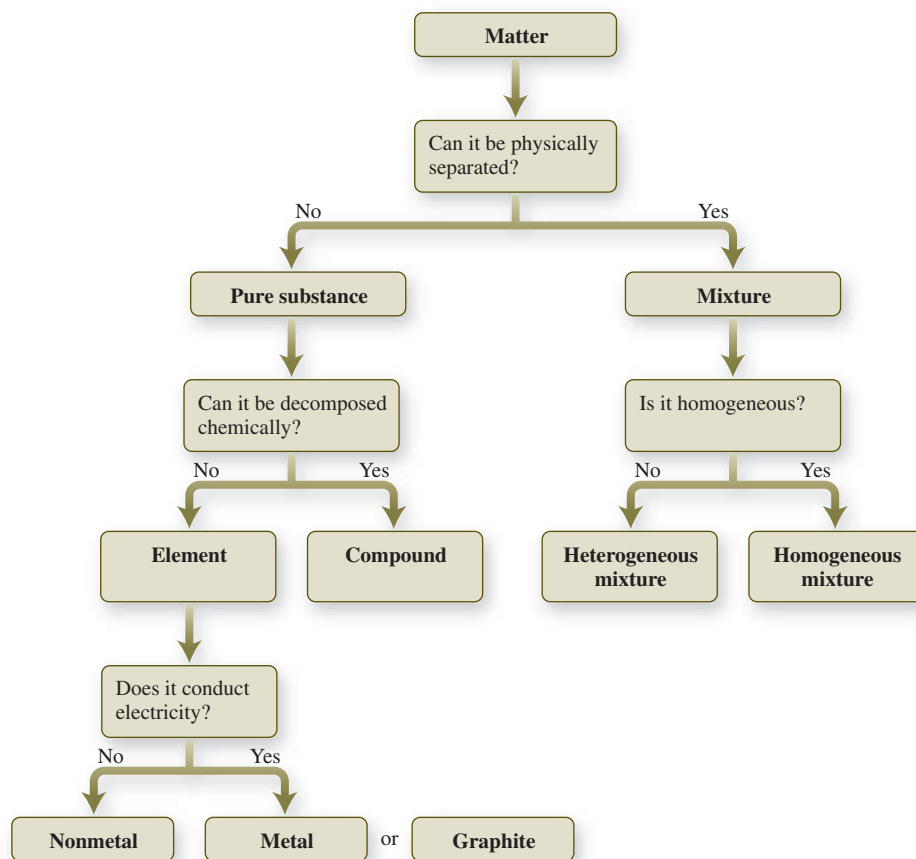 Matter
Can it be physically
separated?
No
Yes
Pure substance
Mixture
Can it be decomposed
chemically?
Is it homogeneous?
No
Yes
No
Yes
Element
Compound
Heterogeneous
mixture
Homogeneous
mixture
Does it conduct
electricity?
No
Yes
Nonmetal
Metal
or
Graphite